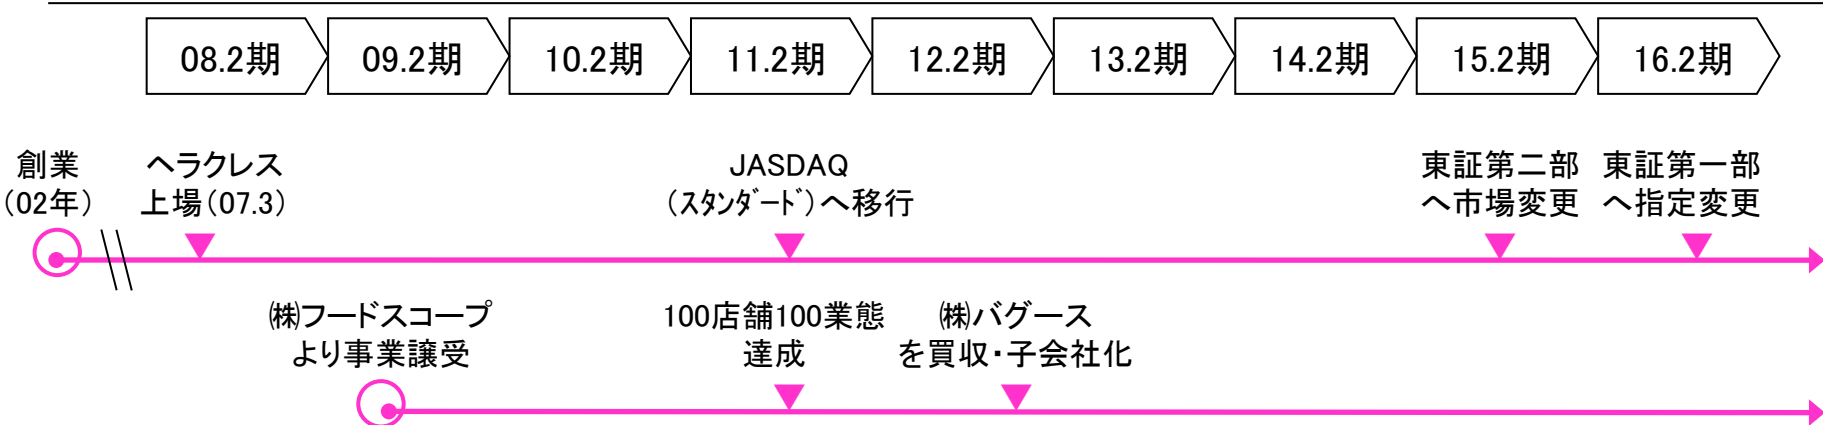 08.2期
09.2期
10.2期
11.2期
12.2期
13.2期
14.2期
15.2期
16.2期
創業
（02年）
ヘラクレス
上場（07.3）
JASDAQ
（ｽﾀﾝﾀﾞｰﾄﾞ）へ移行
東証第二部
へ市場変更
東証第一部
へ指定変更
㈱フードスコープ
より事業譲受
100店舗100業態
達成
㈱バグース
を買収・子会社化